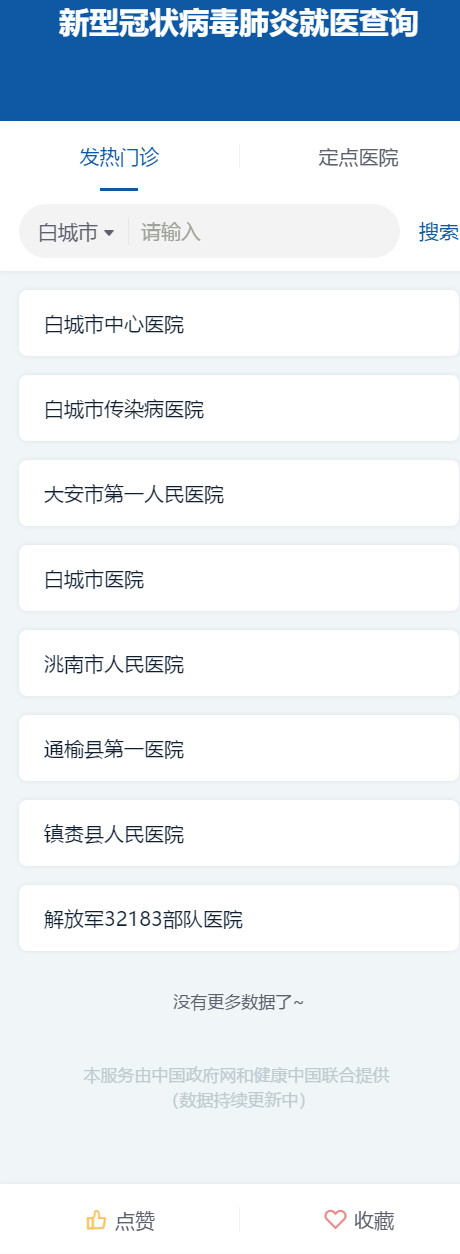 新型冠状病毒肺炎就医查询
发热门诊 定点医院
白城市 请输入 搜索
白城市中心医院
白城市传染病医院
大安市第一人民医院
白城市医院
洮南市人民医院
通榆县第一医院
镇赉县人民医院
解放军32183部队医院
没有更多数据了~
本服务由中国政府网和健康中国联合提供
（数据持续更新中）
点赞 收藏